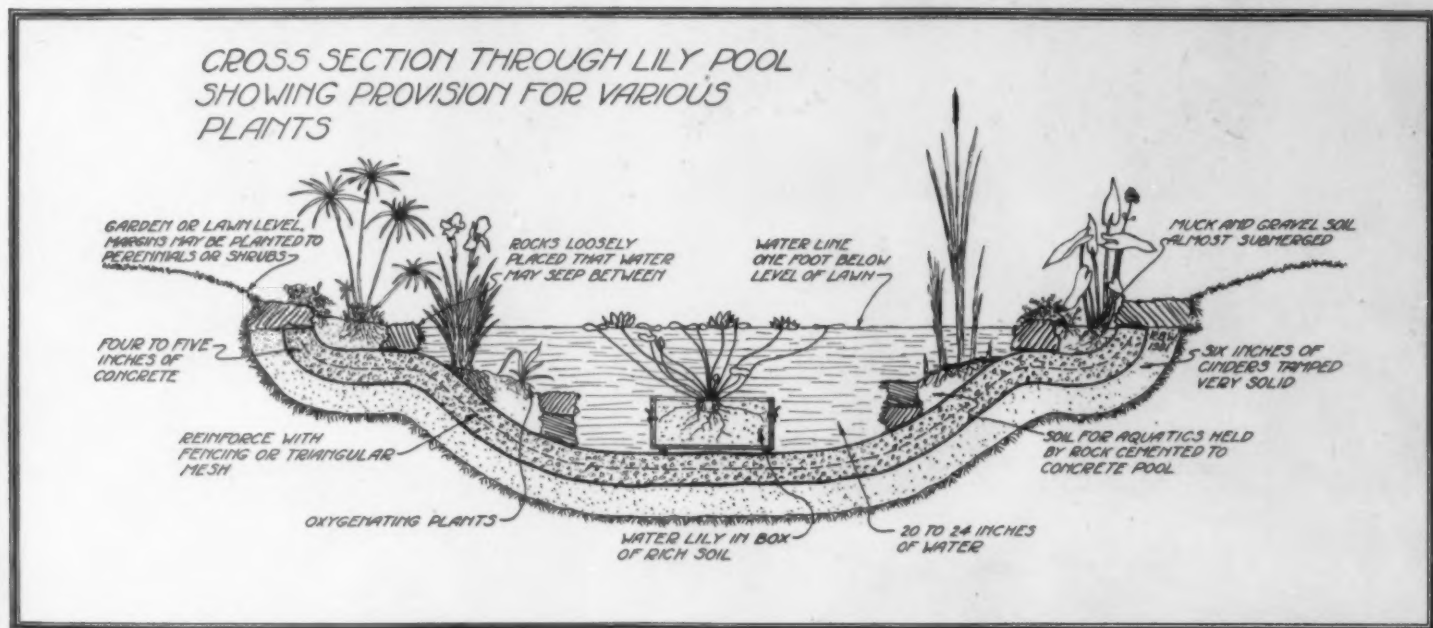 CROSS SECTION THROUGH LILY POOL
SHOWING PROVISION FOR VARIOUS
PLANTS
GARDEN OR LAWN LEVEL,
MARGINS MAY BE PLANTED TO
PERENNIALS OR SHRUBS
ROCKS LOOSELY
PLACED THAT WATER
MAY SEEP BETWEEN
WATER LINE
ONE FOOT BELOW
LEVEL OF LAWN
MUCK AND GRAVEL SOIL
ALMOST SUBMERGED
FOUR TO FIVE
INCHES OF
CONCRETE
SIX INCHES OF
CINDERS TAMPED
VERY SOLID
REINFORCE WITH
FENCING OR TRIANGULAR
MESH
SOIL FOR AQUATICS HELD
BY ROCK CEMENTED TO
CONCRETE POOL
OXYGENATING PLANTS
WATER LILY IN BOX
OF RICH SOIL
20 TO 24 INCHES
OF WATER